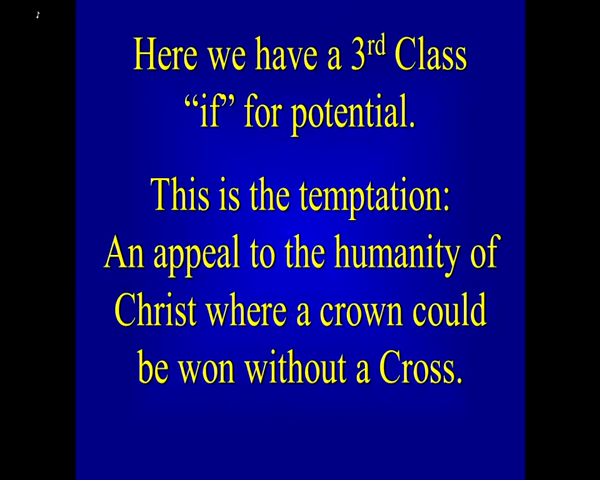 Here we have a 3rd Class
“if” for potential.
This is the temptation:
An appeal to the humanity of
Christ where a crown could
be won without a Cross.